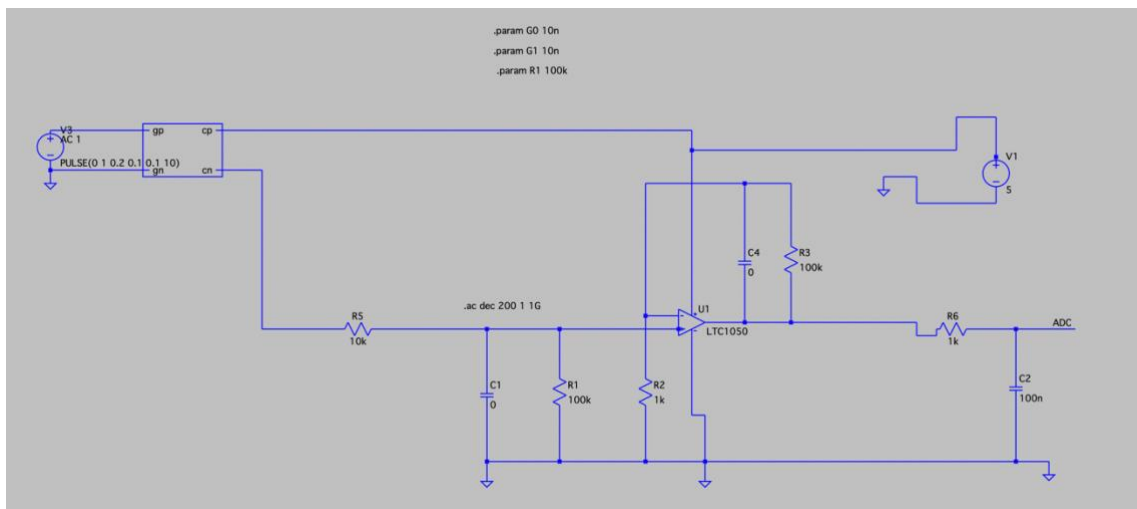 .param G0 10n
.param G1 10n
.param R1 100k
V3
AC 1
PULSE(0 1 0.2 0.1 0.1 10)
gp
cp
gn
cn
V1
5
C4
0
R3
100k
U1
LTC1050
.ac dec 200 1 1G
R5
10k
R6
1k
ADC
C1
0
R1
100k
R2
1k
C2
100n